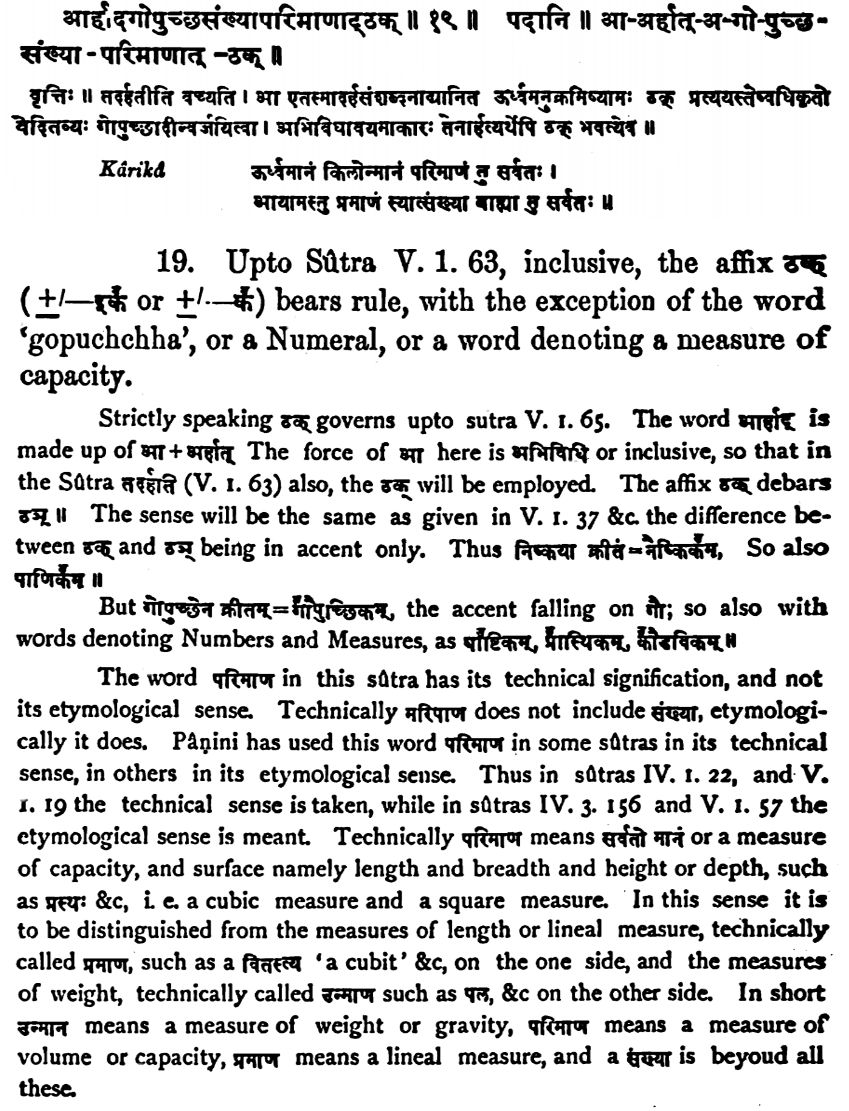 आर्हादगोपुच्छसंख्यापरिमाणाट्ठक् ॥ १९ ॥ पदानि ॥ आ-अर्हात्-अ-गो-पुच्छ-
संख्या - परिमाणात् -ठक् ॥
वृत्तिः ॥ तदर्हतीति वच्यति । आ एतस्मादर्हसंशब्दनाद्यानित ऊर्ध्वमनुक्रमिष्यामः ठक् प्रत्ययस्तेष्वधिकृतो
वेदितव्यः गोपुच्छादीन्वर्जयित्वा । अभिविधावयमाकारः तेनार्हत्यर्थेपि ठक् भवत्येव ॥
Kârikâ ऊर्ध्वमानं किलोन्मानं परिमाणं तु सर्वतः ।
आयामस्तु प्रमाणं स्यात्संख्या बाह्या तु सर्वतः ॥
19. Upto Sûtra V. 1. 63, inclusive, the affix ठक्
bears rule, with the exception of the word
'gopuchchha', or a Numeral, or a word denoting a measure of
capacity.
Strictly speaking ठक् governs upto sutra V. 1. 65. The word आर्हाद् is
made up of आ + अर्हात् The force of आ here is अभिविधि or inclusive, so that in
the Sûtra तदर्हति (V. 1. 63) also, the ठक् will be employed. The affix ठक् debars
ठञ् ॥ The sense will be the same as given in V. 1. 37 &c. the difference be-
tween ठक् and ठञ् being in accent only. Thus निष्कया क्रीतं = नैष्किकम्, So also
पाणिकम् ॥
But गोपुच्छेन क्रीतम् = गौपुच्छिकम्, the accent falling on गौ; so also with
words denoting Numbers and Measures, as षाष्टिकम्, प्रास्थिकम्, कौडविकम् ॥
The word परिमाण in this sûtra has its technical signification, and not
its etymological sense. Technically मरिपाण does not include संख्या, etymologi-
cally it does. Pâṇini has used this word परिमाण in some sûtras in its technical
sense, in others in its etymological sense. Thus in sûtras IV. 1. 22, and V.
1. 19 the technical sense is taken, while in sûtras IV. 3. 156 and V. 1. 57 the
etymological sense is meant. Technically परिमाण means सर्वतो मानं or a measure
of capacity, and surface namely length and breadth and height or depth, such
as प्रस्यः &c, i. e. a cubic measure and a square measure. In this sense it is
to be distinguished from the measures of length or lineal measure, technically
called प्रमाण, such as a वितस्त्य 'a cubit' &c, on the one side, and the measures
of weight, technically called उन्माण such as पल, &c on the other side. In short
उन्मान means a measure of weight or gravity, परिमाण means a measure of
volume or capacity, प्रमाण means a lineal measure, and a संख्या is beyoud all
these.